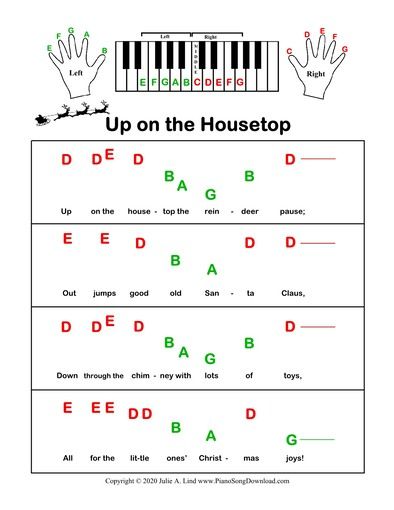 Left Right
F G A
E B
Left
MIDDLE
E F G A B C D E F G
D E F
C G
Right
Up on the Housetop
D D E D B A G B D
Up on the house - top the rein - deer pause;
E E D B A D D
Out jumps good old San - ta Claus,
D D E D B A G B D
Down through the chim - ney with lots of toys,
E E E D D B A D G
All for the lit-tle ones' Christ - mas joys!
Copyright © 2020 Julie A. Lind www.PianoSongDownload.com